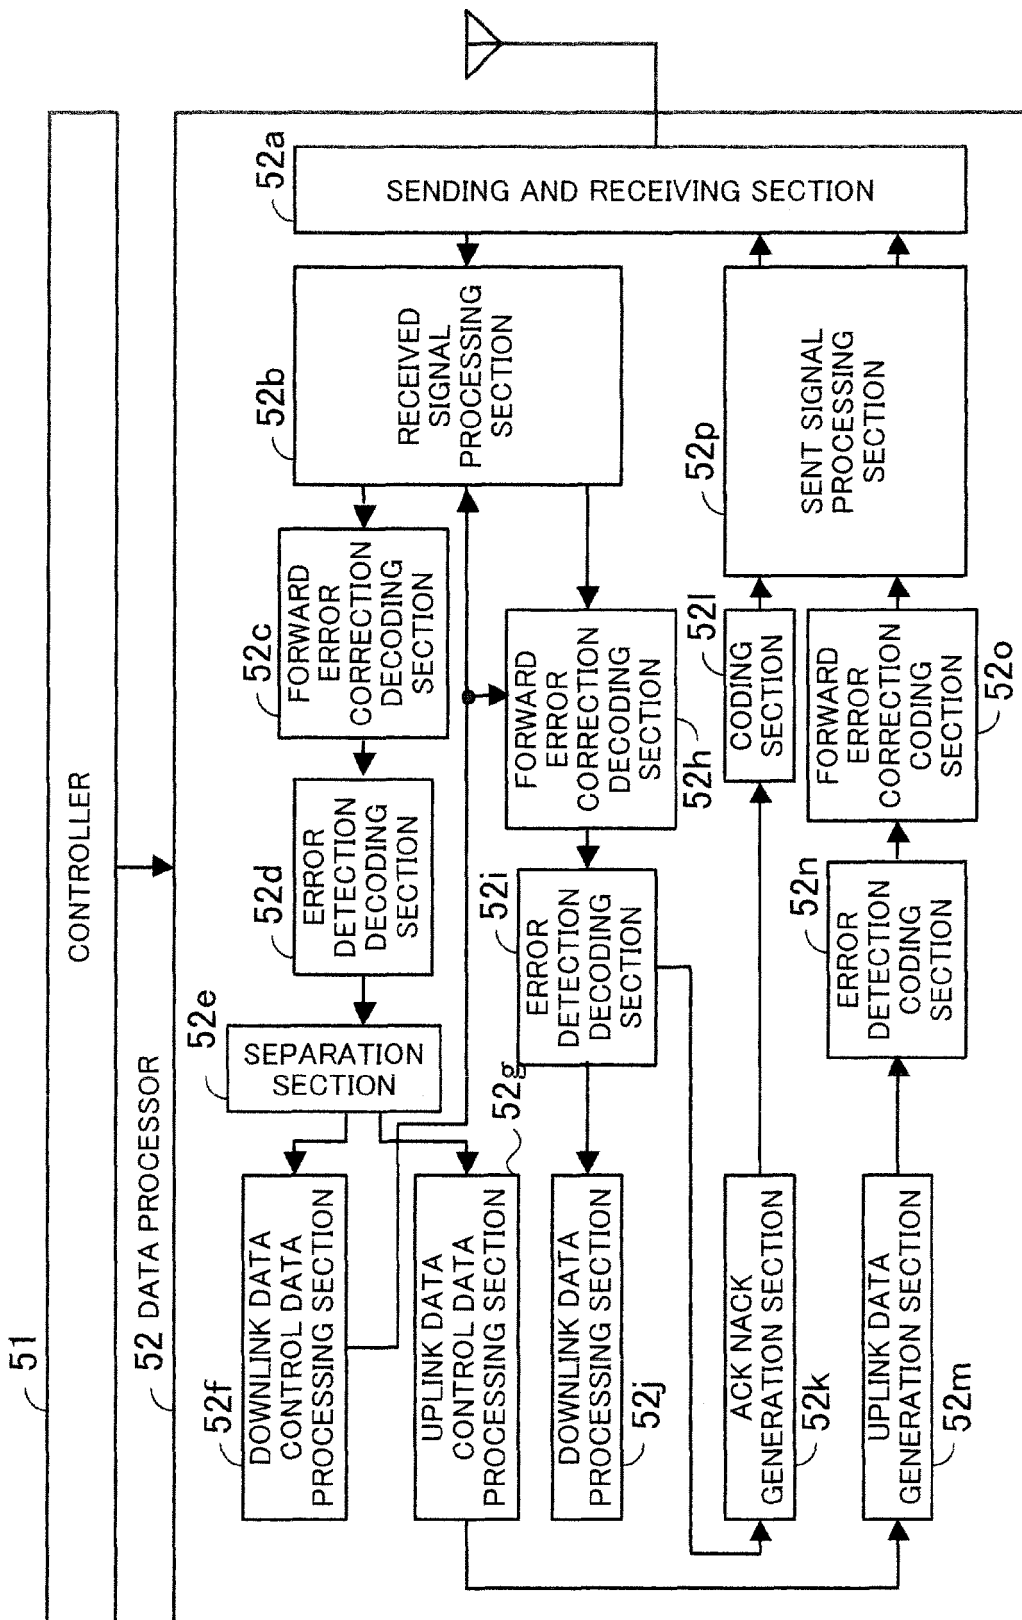 51
CONTROLLER
52 DATA PROCESSOR
52a
SENDING AND RECEIVING SECTION
52b
RECEIVED
SIGNAL
PROCESSING
SECTION
52c
FORWARD
ERROR
CORRECTION
DECODING
SECTION
52d
ERROR
DETECTION
DECODING
SECTION
52e
SEPARATION
SECTION
52f
DOWNLINK DATA
CONTROL DATA
PROCESSING SECTION
52g
UPLINK DATA
CONTROL DATA
PROCESSING SECTION
52h
FORWARD
ERROR
CORRECTION
DECODING
SECTION
52i
ERROR
DETECTION
DECODING
SECTION
52j
DOWNLINK DATA
PROCESSING SECTION
52k
ACK NACK
GENERATION SECTION
52l
CODING
SECTION
52m
UPLINK DATA
GENERATION SECTION
52n
ERROR
DETECTION
CODING
SECTION
52o
FORWARD
ERROR
CORRECTION
CODING
SECTION
52p
SENT SIGNAL
PROCESSING
SECTION